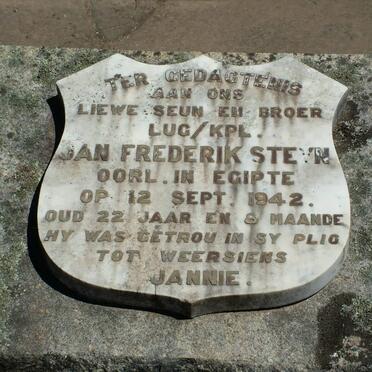 TER GEDAGTENIS
AAN ONS
LIEWE SEUN EN BROER
LUG/KPL.
JAN FREDERIK STEYN
OORL. IN EGIPTE
OP 12 SEPT. 1942.
OUD 22 JAAR EN 8 MAANDE
HY WAS GETROU IN SY PLIG
TOT WEERSIENS
JANNIE.